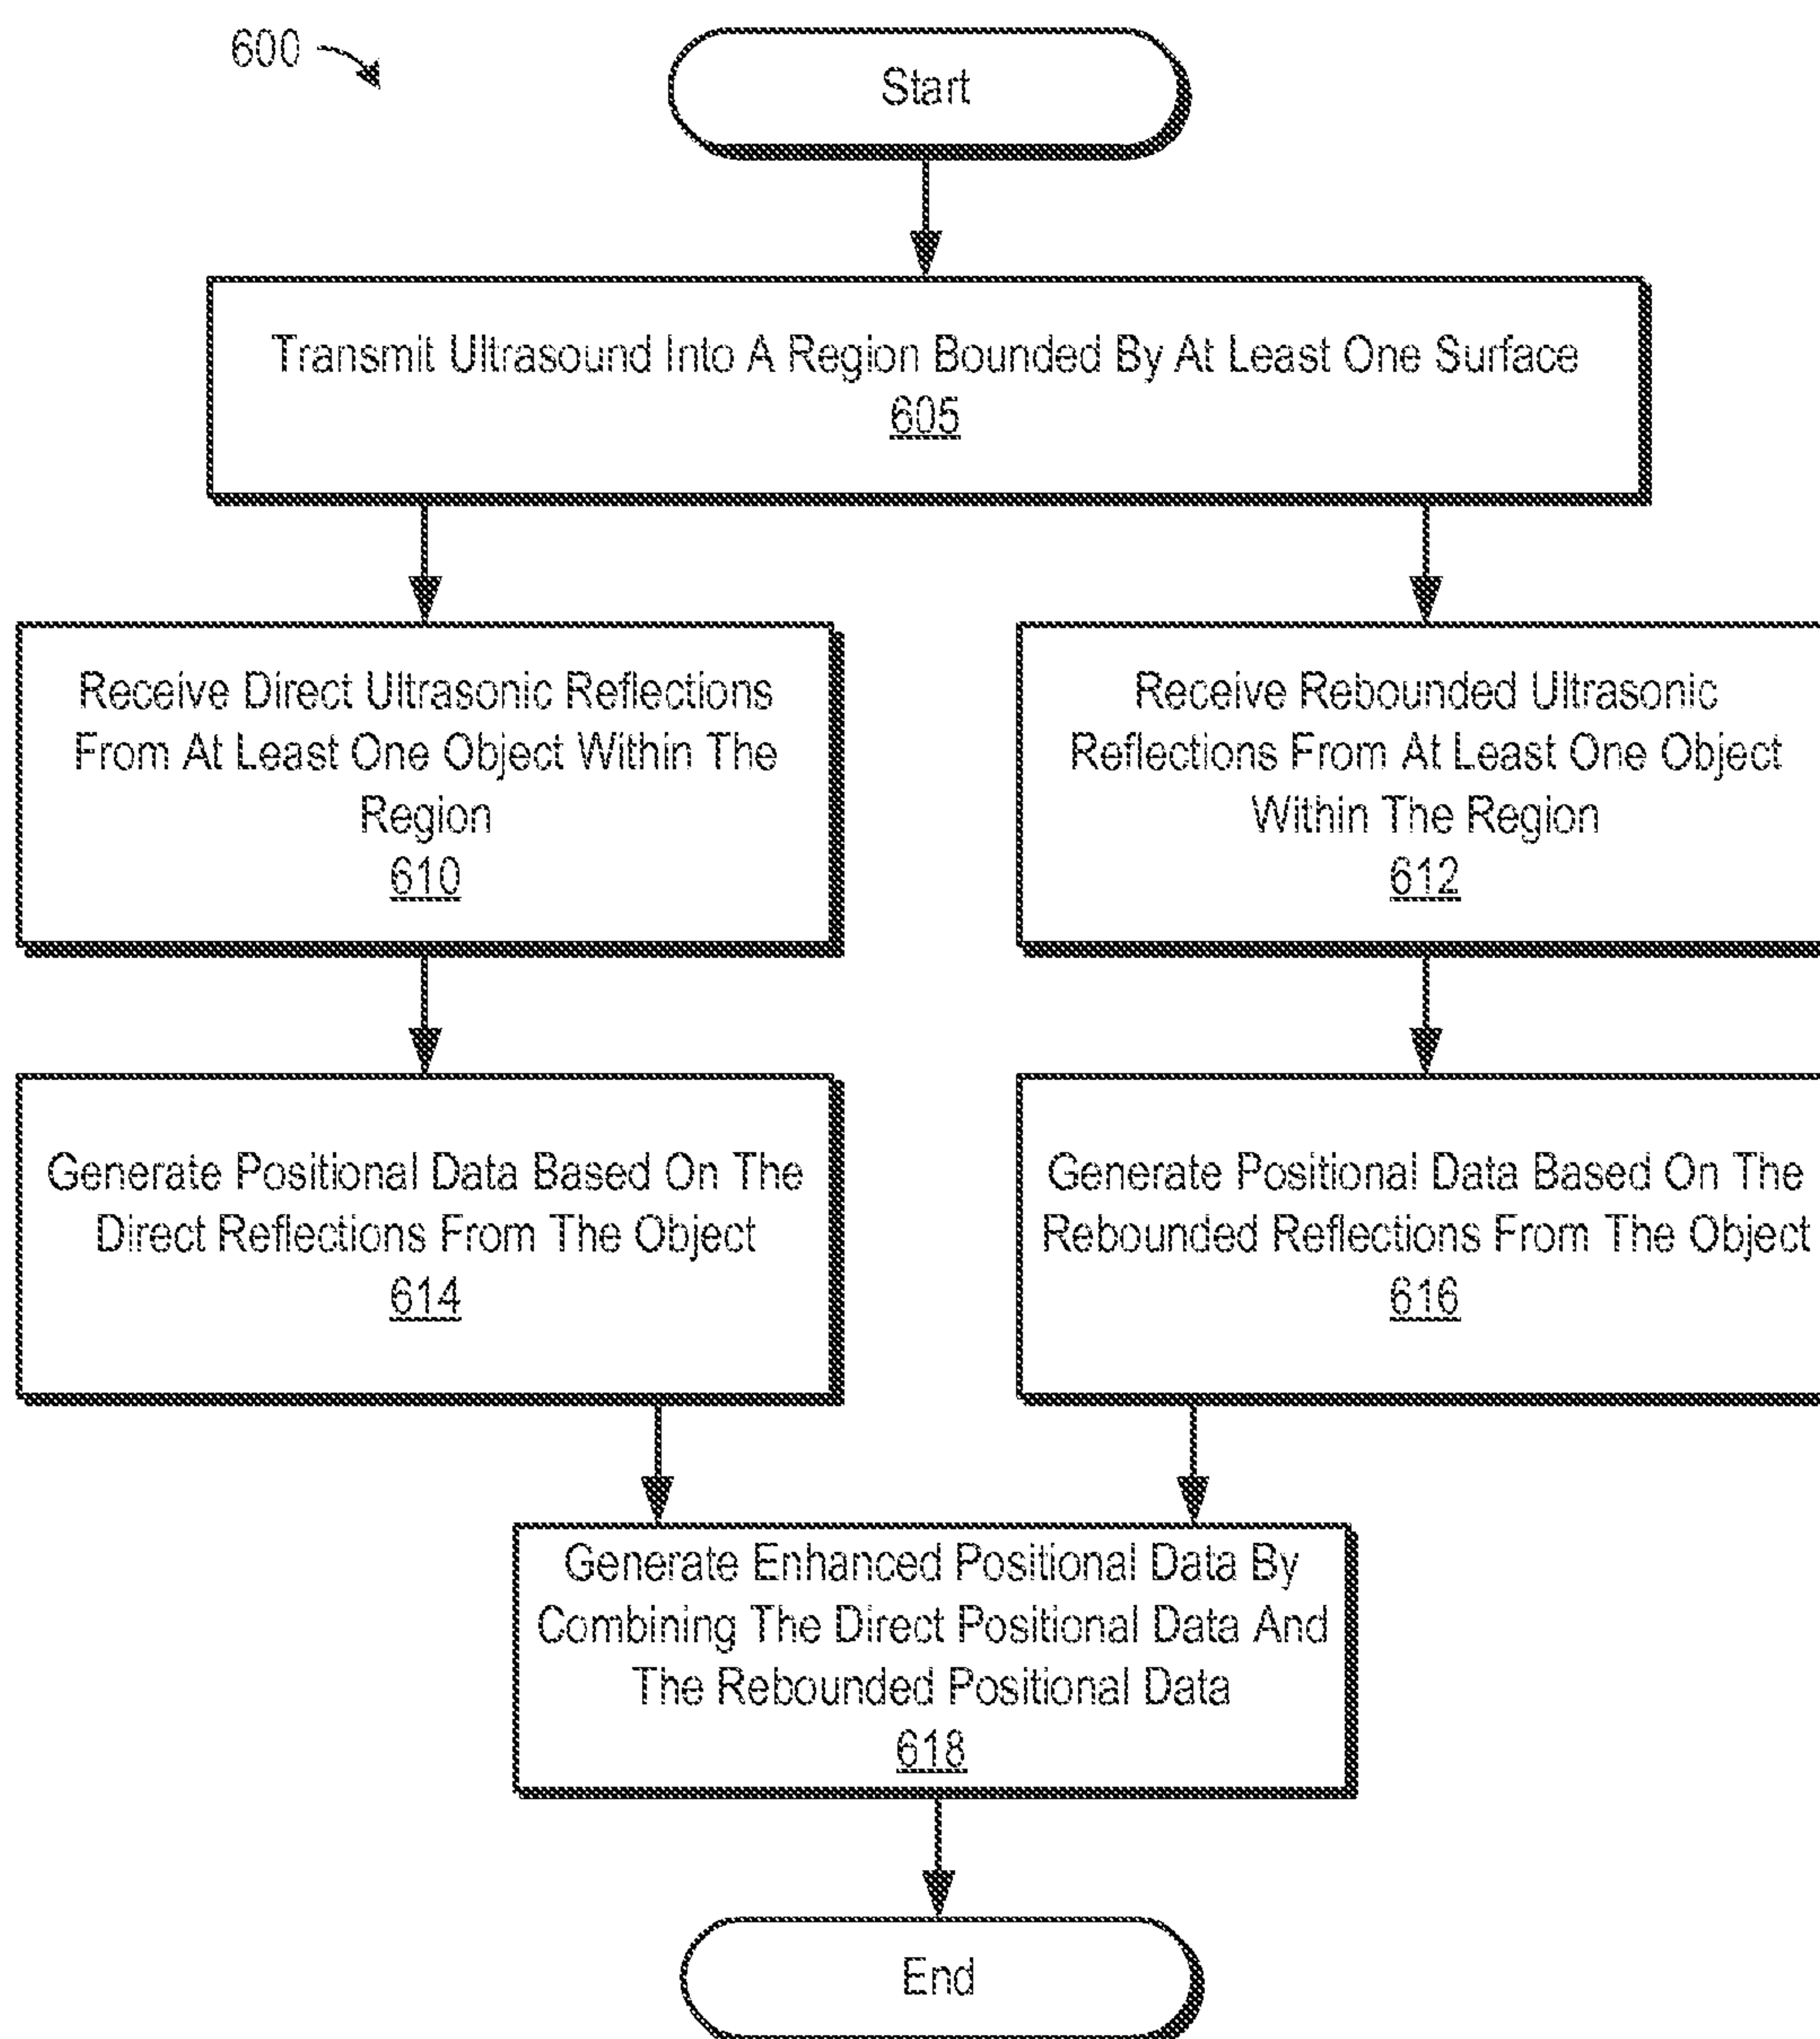 600
Start
Transmit Ultrasound Into A Region Bounded By At Least One Surface
605
Receive Direct Ultrasonic Reflections
From At Least One Object Within The
Region
610
Receive Rebounded Ultrasonic
Reflections From At Least One Object
Within The Region
612
Generate Positional Data Based On The
Direct Reflections From The Object
614
Generate Positional Data Based On The
Rebounded Reflections From The Object
616
Generate Enhanced Positional Data By
Combining The Direct Positional Data And
The Rebounded Positional Data
618
End